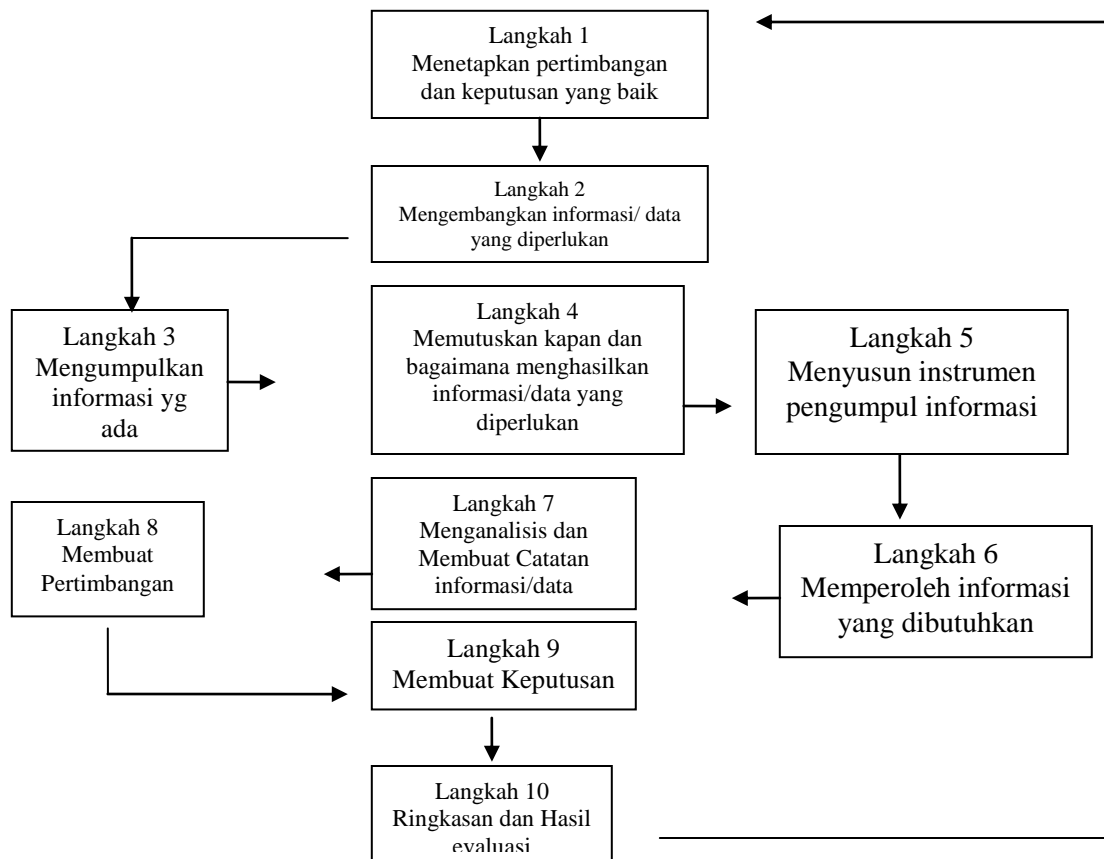 Langkah 1
Menetapkan pertimbangan
dan keputusan yang baik
Langkah 2
Mengembangkan informasi/ data
yang diperlukan
Langkah 3
Mengumpulkan
informasi yg
ada
Langkah 4
Memutuskan kapan dan
bagaimana menghasilkan
informasi/data yang
diperlukan
Langkah 5
Menyusun instrumen
pengumpul informasi
Langkah 6
Memperoleh informasi
yang dibutuhkan
Langkah 7
Menganalisis dan
Membuat Catatan
informasi/data
Langkah 8
Membuat
Pertimbangan
Langkah 9
Membuat Keputusan
Langkah 10
Ringkasan dan Hasil
evaluasi